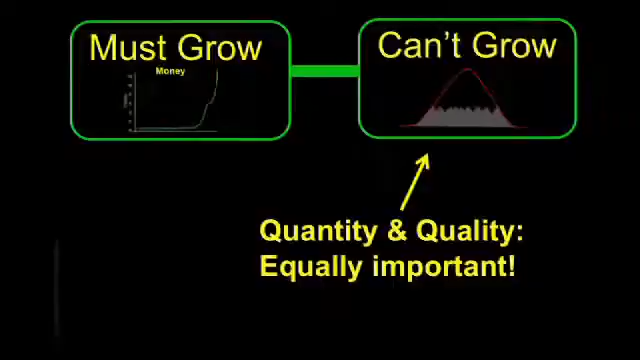 Must Grow
Money
Can't Grow
Quantity & Quality:
Equally important!